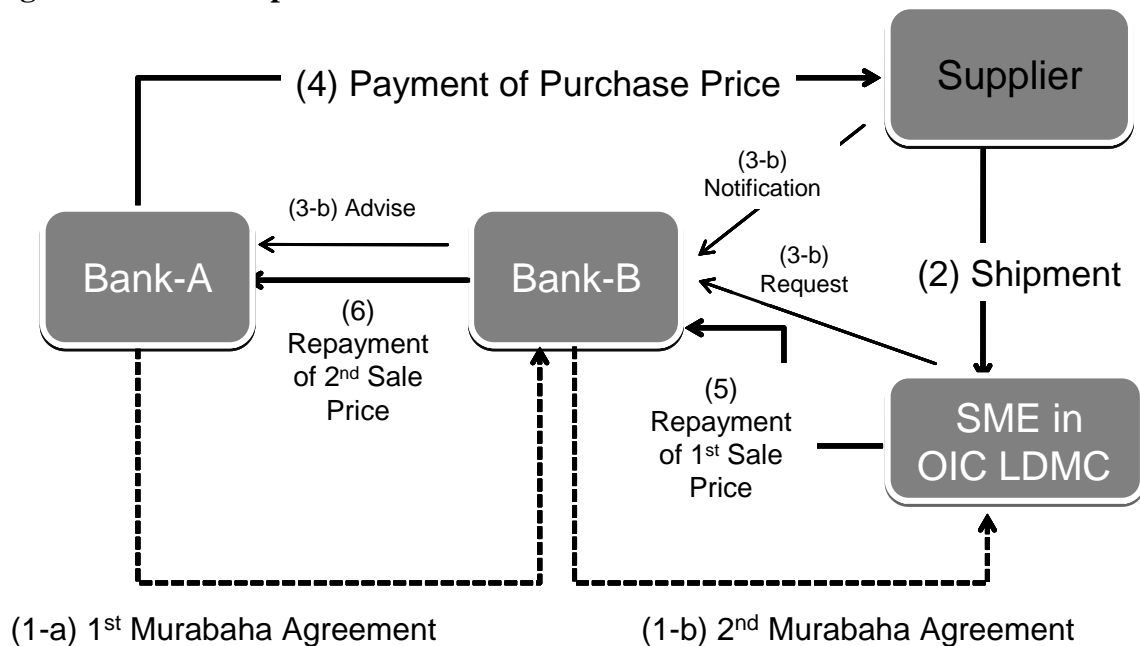 Supplier
(4) Payment of Purchase Price
(3-b)
Notification
(3-b) Advise
Bank-A
Bank-B
(3-b)
Request
(2) Shipment
(6)
Repayment
of 2nd Sale
Price
(5)
Repayment
of 1st Sale
Price
SME in
OIC LDMC
(1-a) 1st Murabaha Agreement
(1-b) 2nd Murabaha Agreement